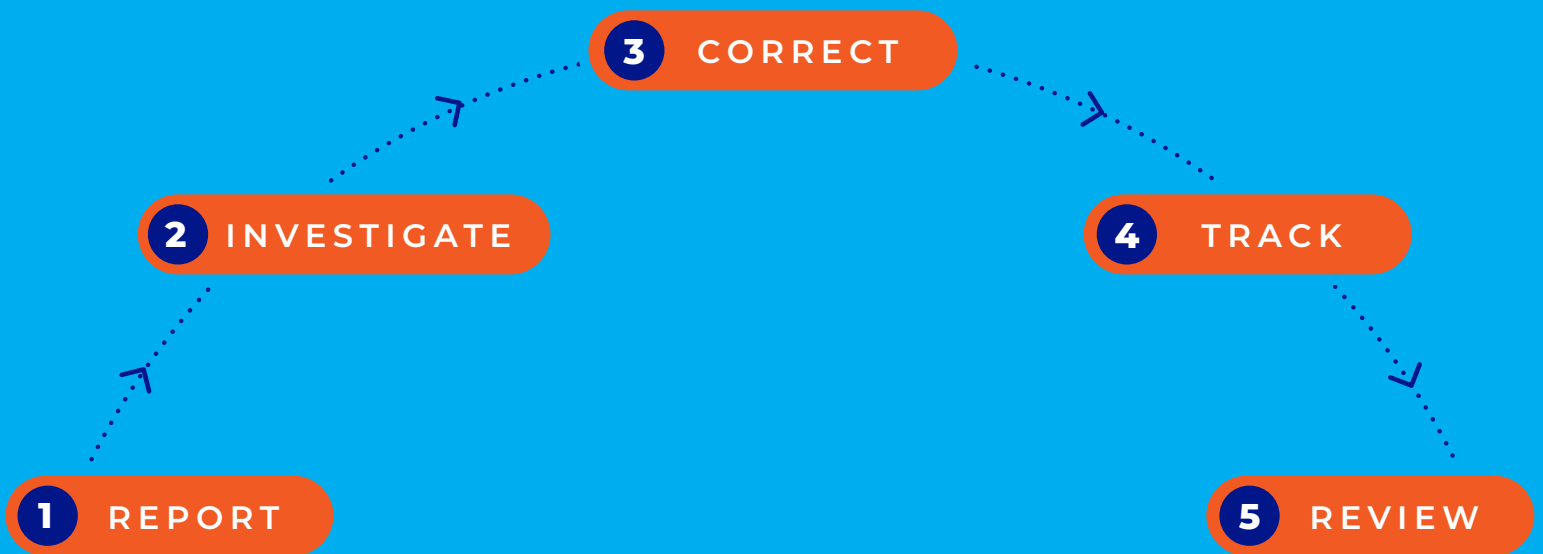 1 REPORT
2 INVESTIGATE
3 CORRECT
4 TRACK
5 REVIEW